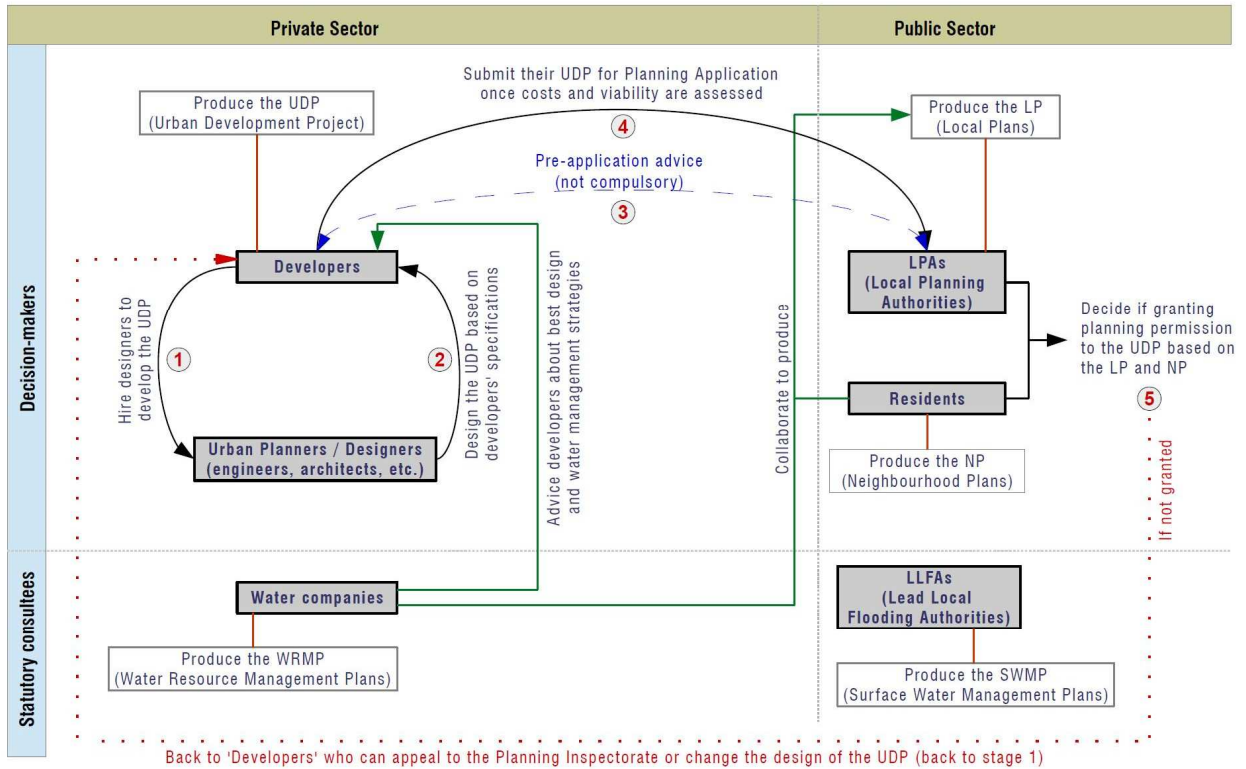 Private Sector
Public Sector
Decision-makers
Statutory consultees
Produce the UDP
(Urban Development Project)
Submit their UDP for Planning Application
once costs and viability are assessed
4
Pre-application advice
(not compulsory)
3
Produce the LP
(Local Plans)
Developers
LPAs
(Local Planning
Authorities)
Hire designers to
develop the UDP
1
2
Design the UDP based on
developers' specifications
Advice developers about best design
and water management strategies
Collaborate to produce
Decide if granting
planning permission
to the UDP based on
the LP and NP
5
Residents
Urban Planners / Designers
(engineers, architects, etc.)
Produce the NP
(Neighbourhood Plans)
If not granted
Water companies
LLFAs
(Lead Local
Flooding Authorities)
Produce the WRMP
(Water Resource Management Plans)
Produce the SWMP
(Surface Water Management Plans)
Back to 'Developers' who can appeal to the Planning Inspectorate or change the design of the UDP (back to stage 1)